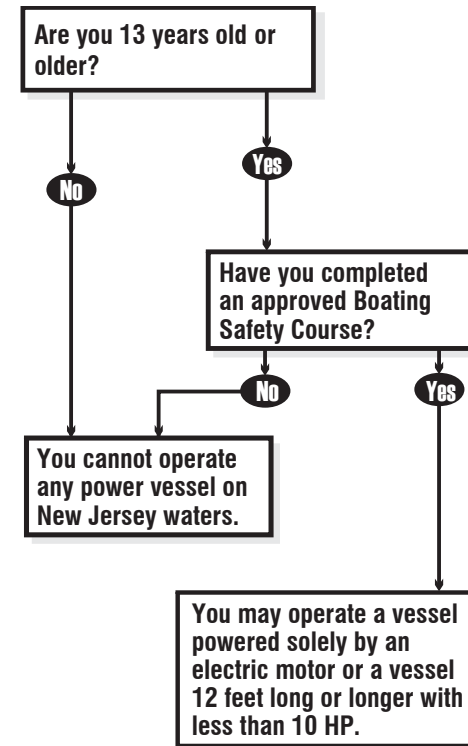 Are you 13 years old or
older?
No
Yes
Have you completed
an approved Boating
Safety Course?
No
Yes
You cannot operate
any power vessel on
New Jersey waters.
You may operate a vessel
powered solely by an
electric motor or a vessel
12 feet long or longer with
less than 10 HP.